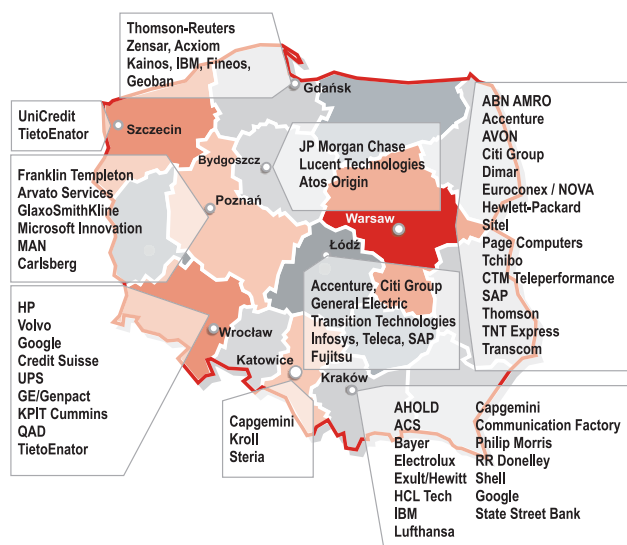 Thomson-Reuters
Zensar, Acxiom
Kainos, IBM, Fineos,
Geoban
Gdańsk
UniCredit
TietoEnator
Szczecin
ABN AMRO
Accenture
AVON
Citi Group
Dimar
Euroconex / NOVA
Hewlett-Packard
Sitel
Page Computers
Tchibo
CTM Teleperformance
SAP
Thomson
TNT Express
Transcom
Bydgoszcz
JP Morgan Chase
Lucent Technologies
Atos Origin
Franklin Templeton
Arvato Services
GlaxoSmithKline
Microsoft Innovation
MAN
Carlsberg
Poznań
Warsaw
Łódź
Accenture, Citi Group
General Electric
Transition Technologies
Infosys, Teleca, SAP
Fujitsu
HP
Volvo
Google
Credit Suisse
UPS
GE/Genpact
KPIT Cummins
QAD
TietoEnator
Wrocław
Katowice
Kraków
Capgemini
Kroll
Steria
AHOLD
ACS
Bayer
Electrolux
Exult/Hewitt
HCL Tech
IBM
Lufthansa
Capgemini
Communication Factory
Philip Morris
RR Donelley
Shell
Google
State Street Bank